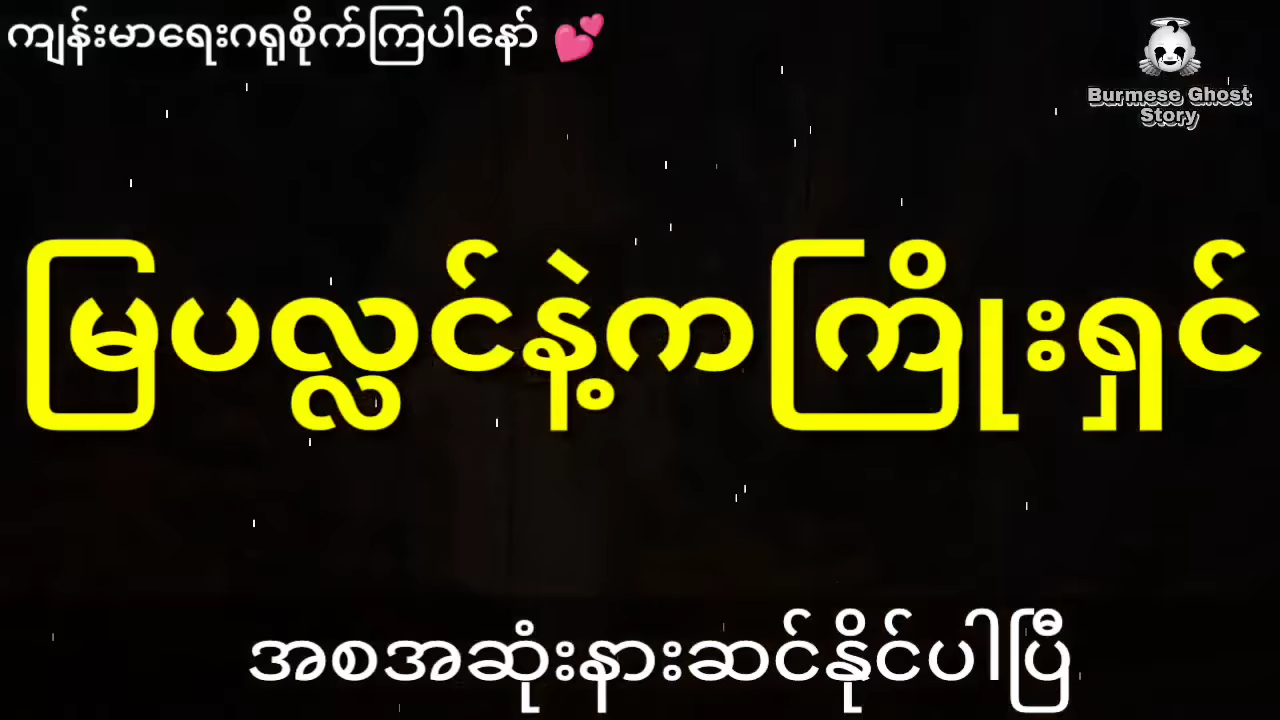 ကျန်းမာရေးဂရုစိုက်ကြပါနော် 💕
Burmese Ghost
Story
မြပလ္လင်နဲ့ကကြိုးရှင်
အစအဆုံးနားဆင်နိုင်ပါပြီ